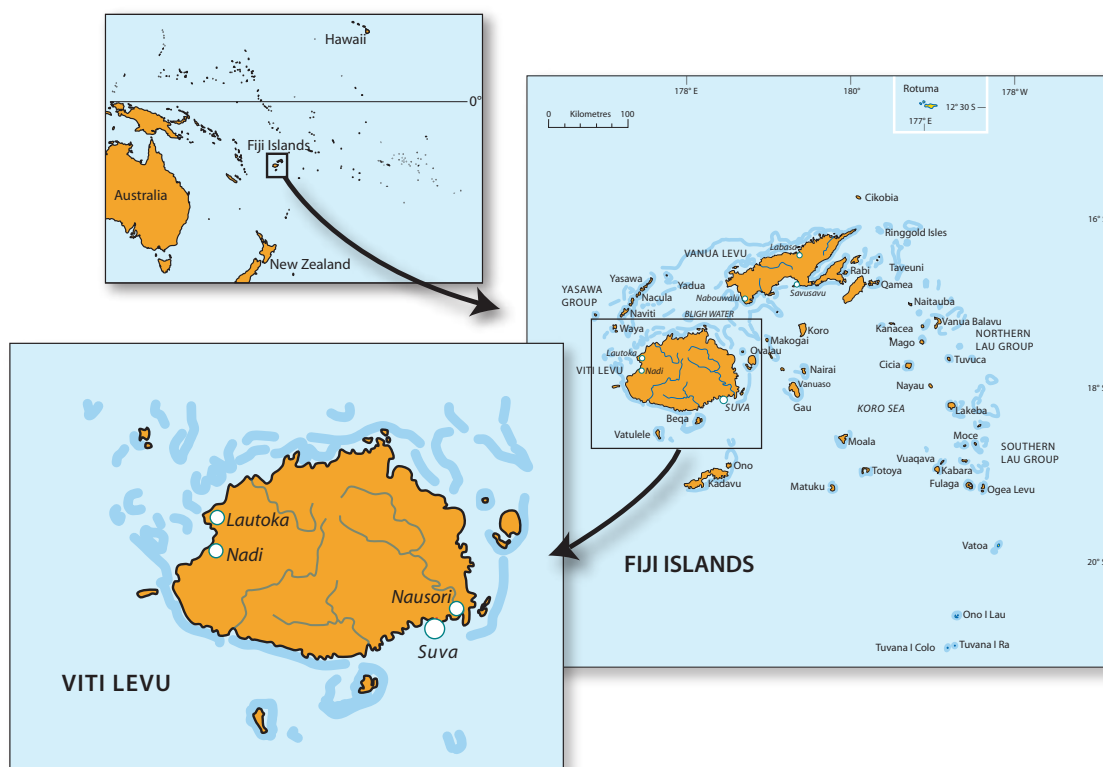 Hawaii
0°
Fiji Islands
Australia
New Zealand
178° E
180°
178° W
0 Kilometres 100
Rotuma
12° 30 S
177° E
Cikobia
16° S
Ringgold Isles
Labasa
VANUA LEVU
Rabi
Taveuni
Yasawa
Yadua
Qamea
YASAWA
GROUP
Nacula
Nabouwalu
Savusavu
Naitauba
Naviti
BLIGH WATER
Waya
Koro
Kanacea
Vanua Balavu
NORTHERN
LAU GROUP
Makogai
Mago
Lautoka
Ovalau
Tuvuca
VITI LEVU
Nadi
Nairai
Cicia
Vanuaso
Nayau
18° S
SUVA
Gau
KORO SEA
Lakeba
Beqa
Vatulele
Moala
Moce
SOUTHERN
LAU GROUP
Vuaqava
Ono
Totoya
Kabara
Kadavu
Matuku
Fulaga
Ogea Levu
Vatoa
FIJI ISLANDS
20° S
Ono I Lau
Tuvana I Colo
Tuvana I Ra
Lautoka
Nadi
Nausori
Suva
VITI LEVU